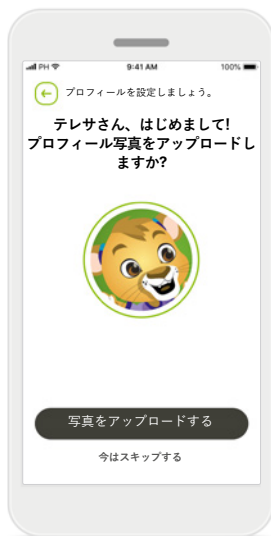 PH
9:41 AM
100%
プロフィールを設定しましょう。
テレサさん、はじめまして!
プロフィール写真をアップロードし
ますか?
写真をアップロードする
今はスキップする